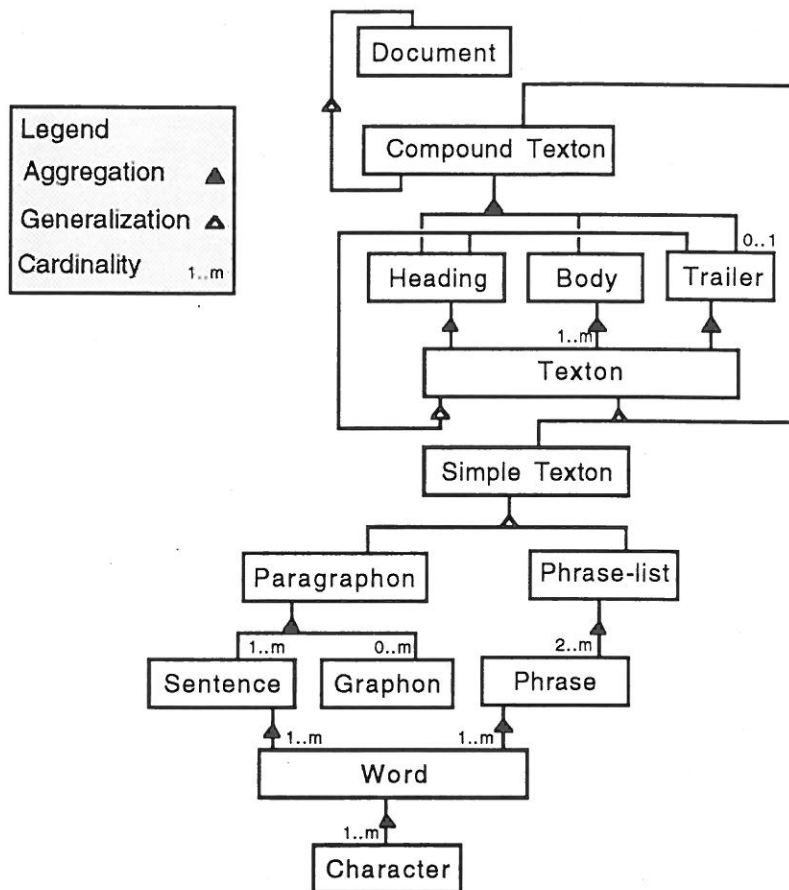 Document
Legend
Compound Texton
Aggregation
Generalization
0..1
Cardinality 1..m
Heading Body Trailer
1..m
Texton
Simple Texton
Paragraphon Phrase-list
1..m 0..m 2..m
Sentence Graphon Phrase
1..m 1..m
Word
1..m
Character